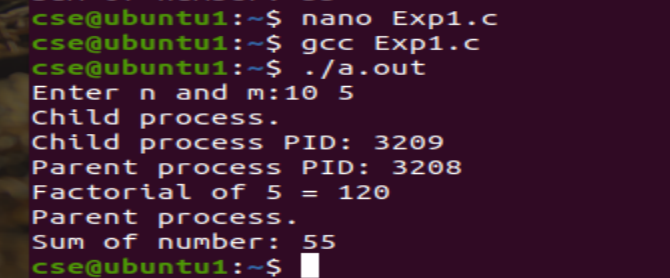 cse@ubuntu1:~$ nano Exp1.c
cse@ubuntu1:~$ gcc Exp1.c
cse@ubuntu1:~$ ./a.out
Enter n and m:10 5
Child process.
Child process PID: 3209
Parent process PID: 3208
Factorial of 5 = 120
Parent process.
Sum of number: 55
cse@ubuntu1:~$